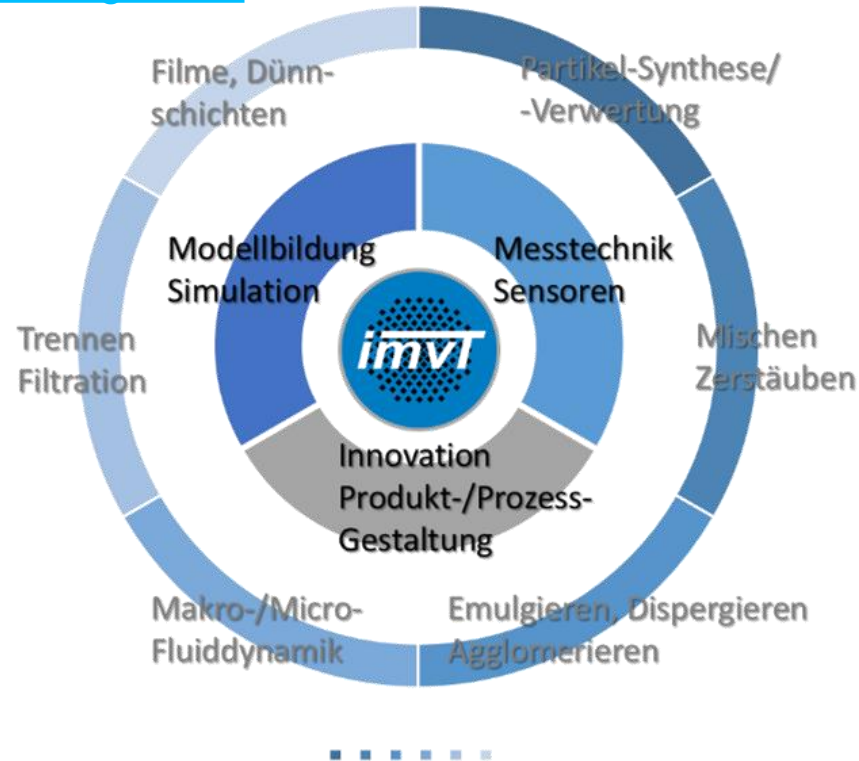 Filme, Dünn-
schichten
Partikel-Synthese/
-Verwertung
Modellbildung
Simulation
Messtechnik
Sensoren
Trennen
Filtration
imvT
Mischen
Zerstäuben
Innovation
Produkt-/Prozess-
Gestaltung
Makro-/Micro-
Fluiddynamik
Emulgieren, Dispergieren
Agglomerieren